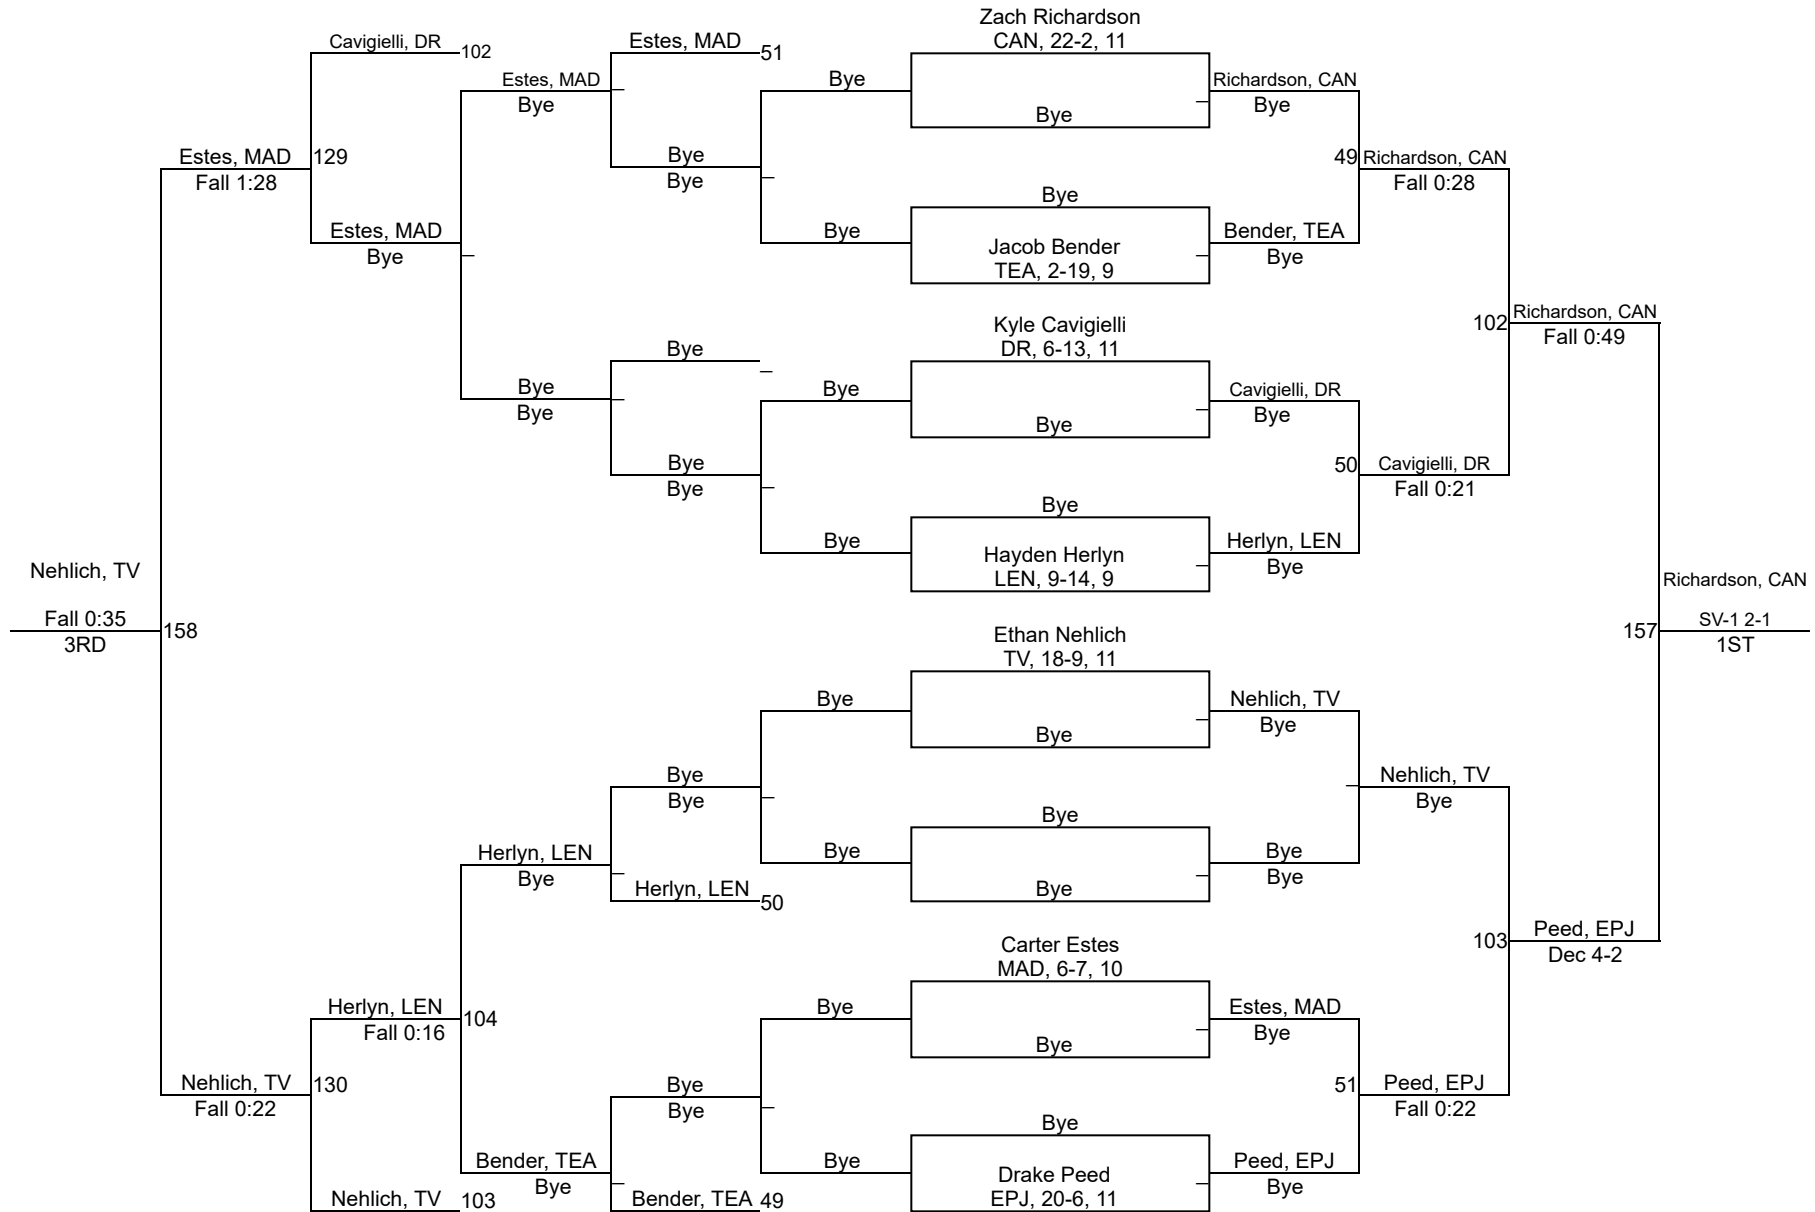 Zach Richardson
CAN, 22-2, 11
Bye
Bye
Jacob Bender
TEA, 2-19, 9
Kyle Cavigielli
DR, 6-13, 11
Bye
Bye
Hayden Herlyn
LEN, 9-14, 9
Ethan Nehlich
TV, 18-9, 11
Bye
Bye
Bye
Carter Estes
MAD, 6-7, 10
Bye
Bye
Drake Peed
EPJ, 20-6, 11
Richardson, CAN
Bye
Bender, TEA
Bye
Cavigielli, DR
Bye
Herlyn, LEN
Bye
Nehlich, TV
Bye
Bye
Bye
Estes, MAD
Bye
Peed, EPJ
Bye
49
Richardson, CAN
Fall 0:28
50
Cavigielli, DR
Fall 0:21
Nehlich, TV
Bye
51
Peed, EPJ
Fall 0:22
102
Richardson, CAN
Fall 0:49
103
Peed, EPJ
Dec 4-2
157
Richardson, CAN
SV-1 2-1
1ST
Bye
Bye
Bye
Bye
Bye
Bye
Bye
Bye
Estes, MAD
51
Bye
Bye
Bye
Bye
Bye
Bye
Bye
Herlyn, LEN
50
Bye
Bye
Bender, TEA
49
Estes, MAD
Bye
Bye
Bye
Herlyn, LEN
Bye
Bender, TEA
Bye
Cavigielli, DR
102
Estes, MAD
Bye
Herlyn, LEN
Fall 0:16
104
Nehlich, TV
103
Estes, MAD
Fall 1:28
129
Nehlich, TV
Fall 0:22
130
Nehlich, TV
Fall 0:35
3RD
158